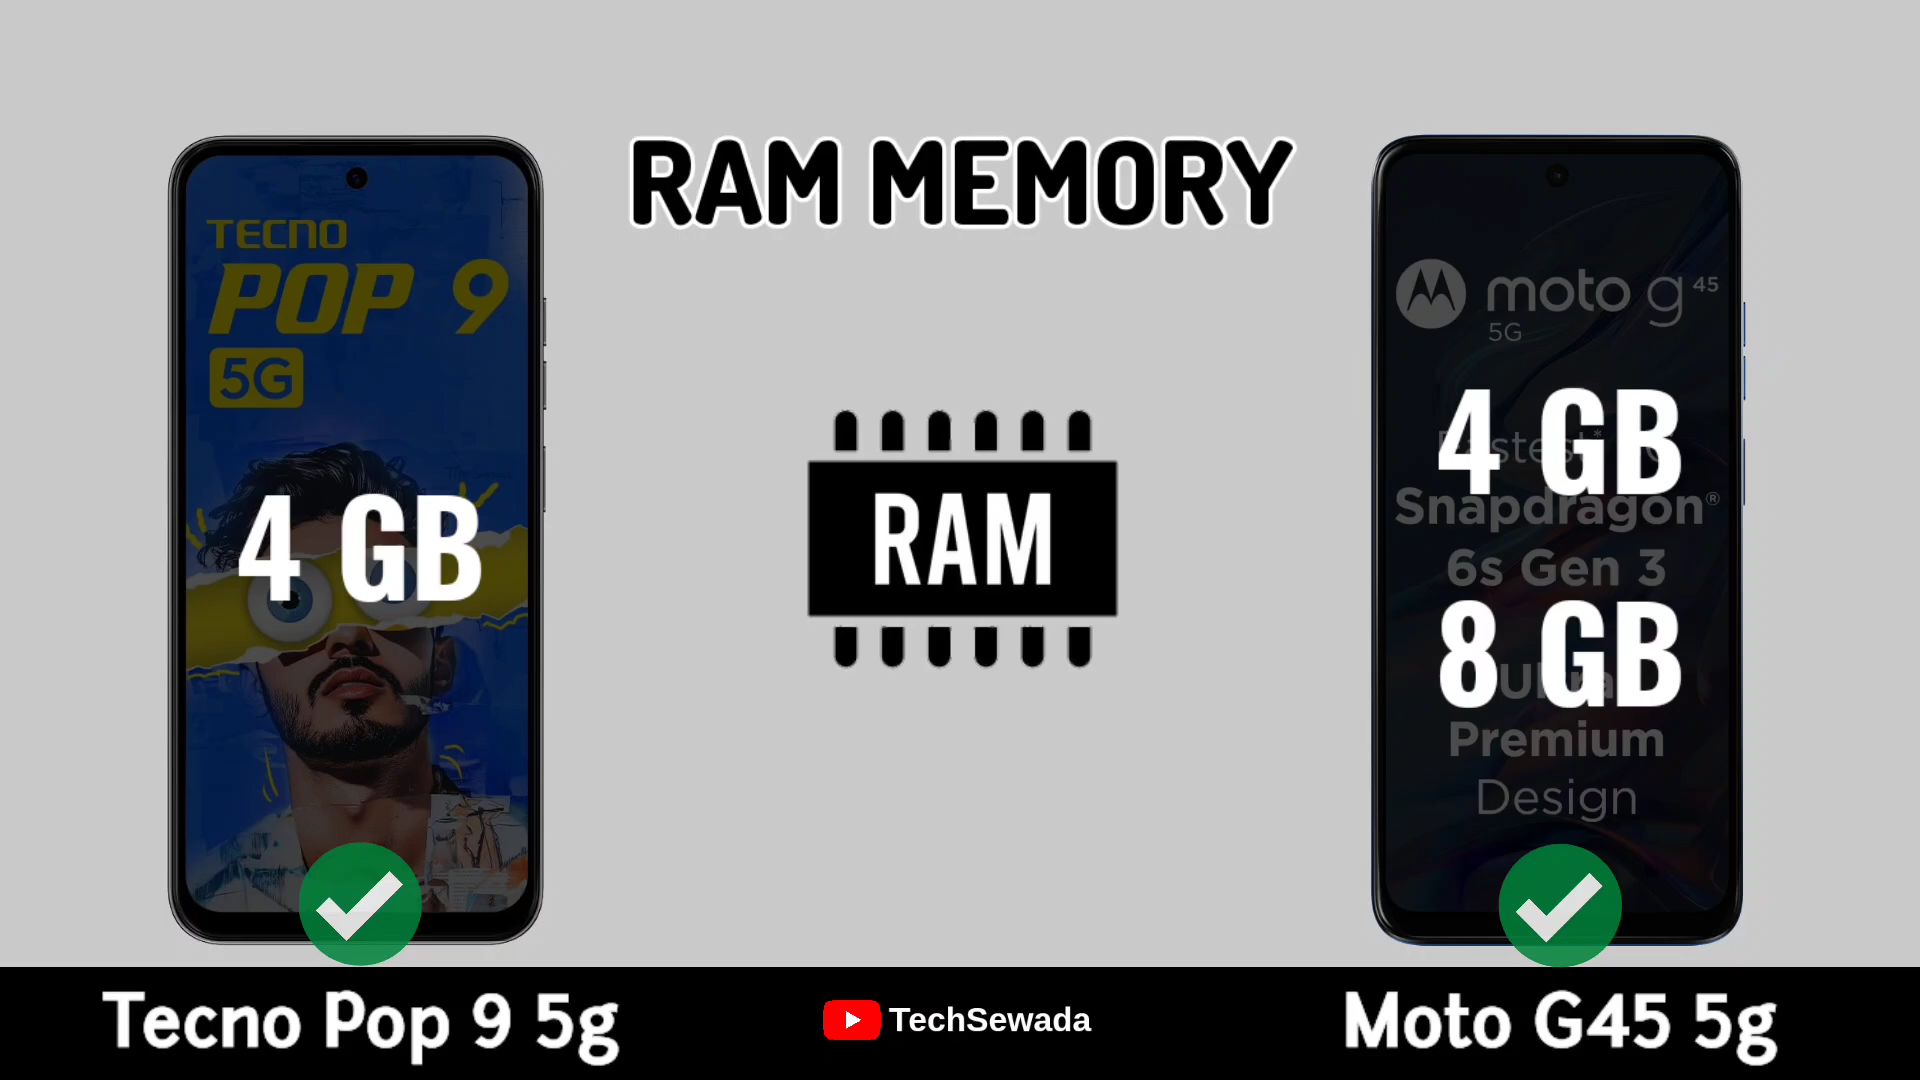 RAM MEMORY
TECNO
POP 9
5G
4 GB
RAM
moto g 45
5G
4 GB
Snapdragon®
6s Gen 3
8 GB
Premium
Design
Tecno Pop 9 5g
TechSewada
Moto G45 5g